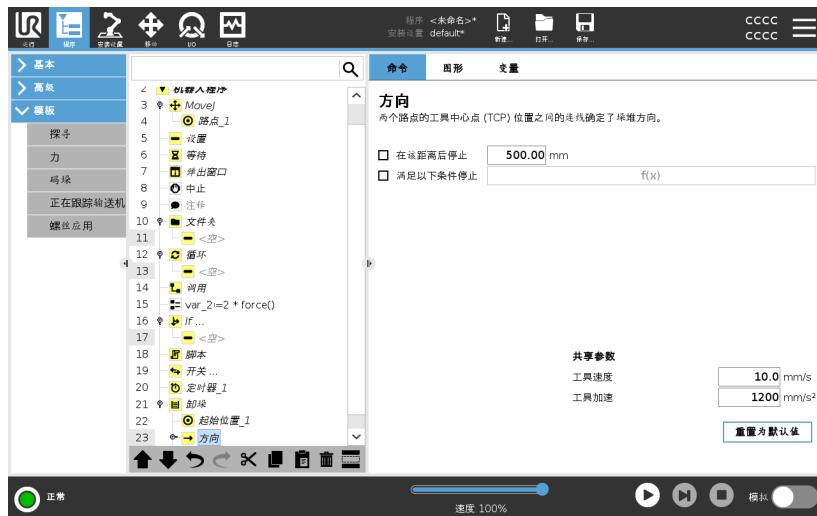 程序 <未命名>*
安装设置 default*
CCCC
CCCC
运行
程序
安装设置
移动
I/O
日志
新建...
打开...
保存...
基本
高级
模板
探寻
力
码垛
正在跟踪输送机
螺丝应用
2 机器人程序
3 MoveJ
4 路点_1
5 设置
6 等待
7 弹出窗口
8 中止
9 注释
10 文件夹
11 <空>
12 循环
13 <空>
14 调用
15 var_2:=2 * force()
16 If ...
17 <空>
18 脚本
19 开关 ...
20 定时器_1
21 卸垛
22 起始位置_1
23 方向
命令 图形 变量
方向
两个路点的工具中心点 (TCP) 位置之间的连线确定了垛堆方向。
在该距离后停止 500.00 mm
满足以下条件停止 f(x)
共享参数
工具速度 10.0 mm/s
工具加速 1200 mm/s²
重置为默认值
正常
速度 100%
模拟